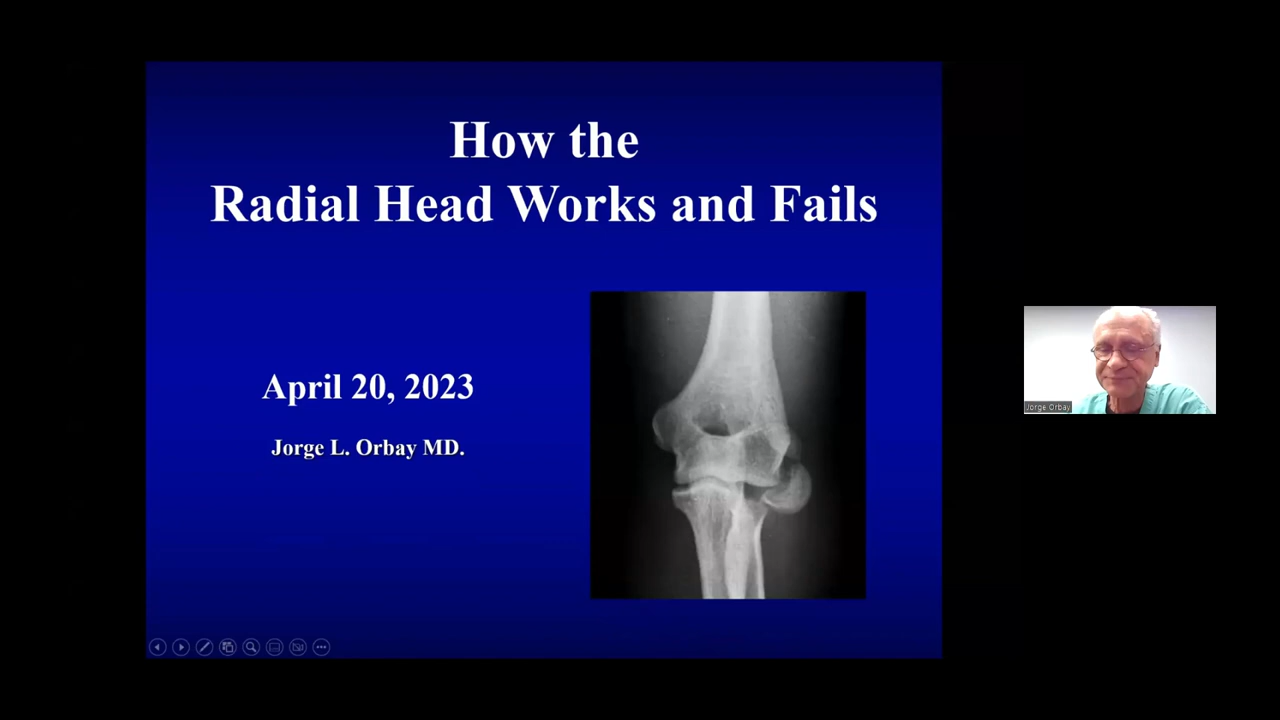 How the
Radial Head Works and Fails
April 20, 2023
Jorge L. Orbay MD.
Jorge Orbay